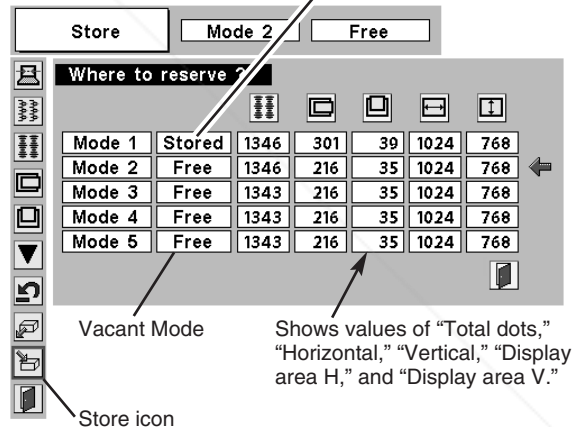 Store Mode 2 Free
Where to reserve ?
Mode 1 Stored 1346 301 39 1024 768
Mode 2 Free 1346 216 35 1024 768
Mode 3 Free 1343 216 35 1024 768
Mode 4 Free 1343 216 35 1024 768
Mode 5 Free 1343 216 35 1024 768
Vacant Mode
Shows values of “Total dots,”
“Horizontal,” “Vertical,” “Display
area H,” and “Display area V.”
Store icon